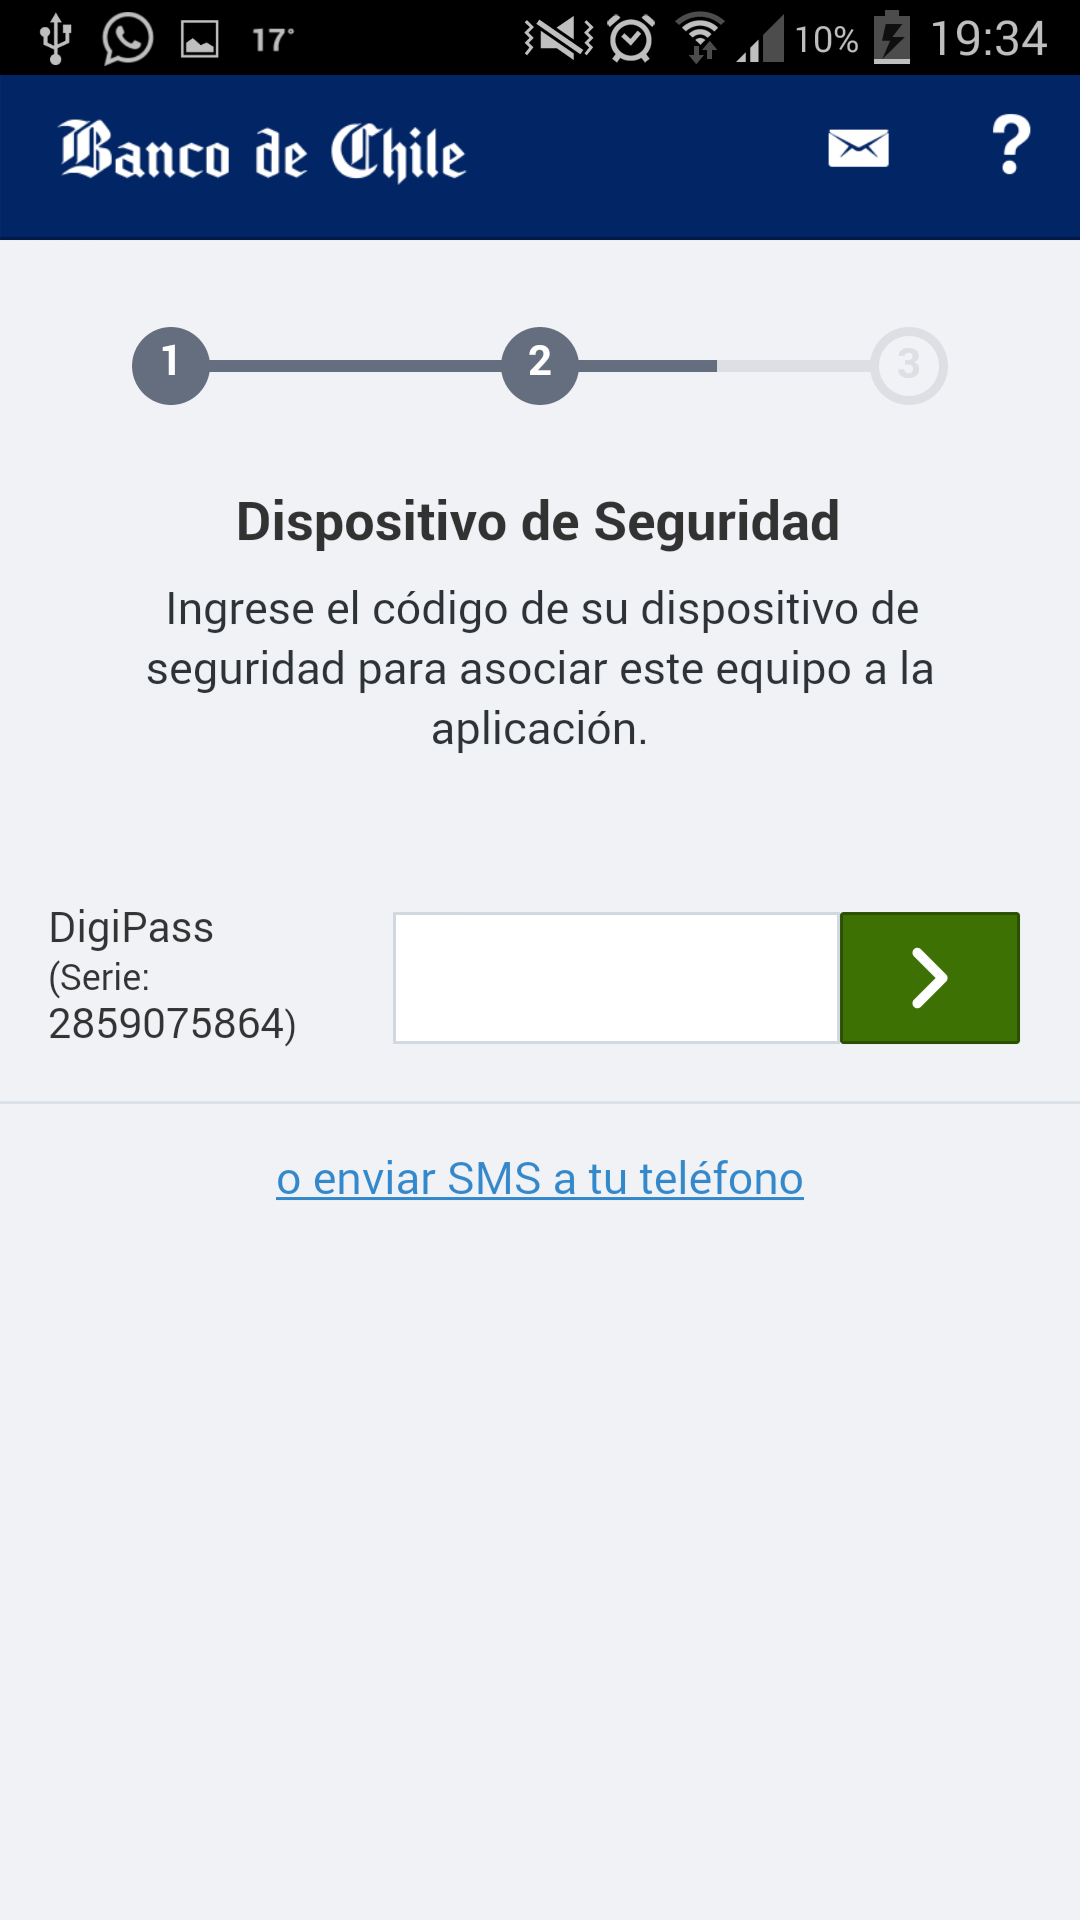 17°
10%
19:34
Banco de Chile
?
1
2
3
Dispositivo de Seguridad
Ingrese el código de su dispositivo de
seguridad para asociar este equipo a la
aplicación.
DigiPass
(Serie:
2859075864)
o enviar SMS a tu teléfono